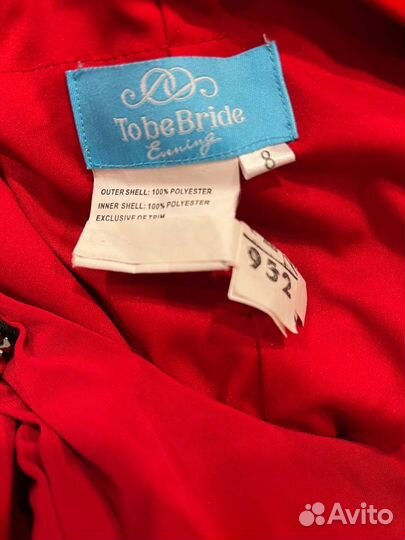 TobeBride
Evening
8
OUTER SHELL: 100% POLYESTER
INNER SHELL: 100% POLYESTER
EXCLUSIVE OF TRIM
932
Avito